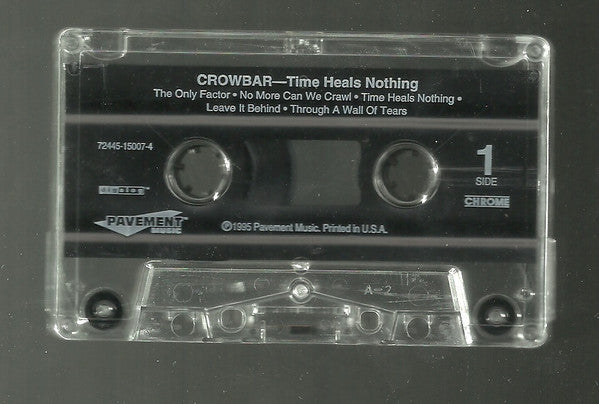 CROWBAR—Time Heals Nothing
The Only Factor • No More Can We Crawl • Time Heals Nothing •
Leave It Behind • Through A Wall Of Tears
72445-15007-4
1
SIDE
CHROME
PAVEMENT
MUSIC
℗©1995 Pavement Music. Printed in U.S.A.
A-2